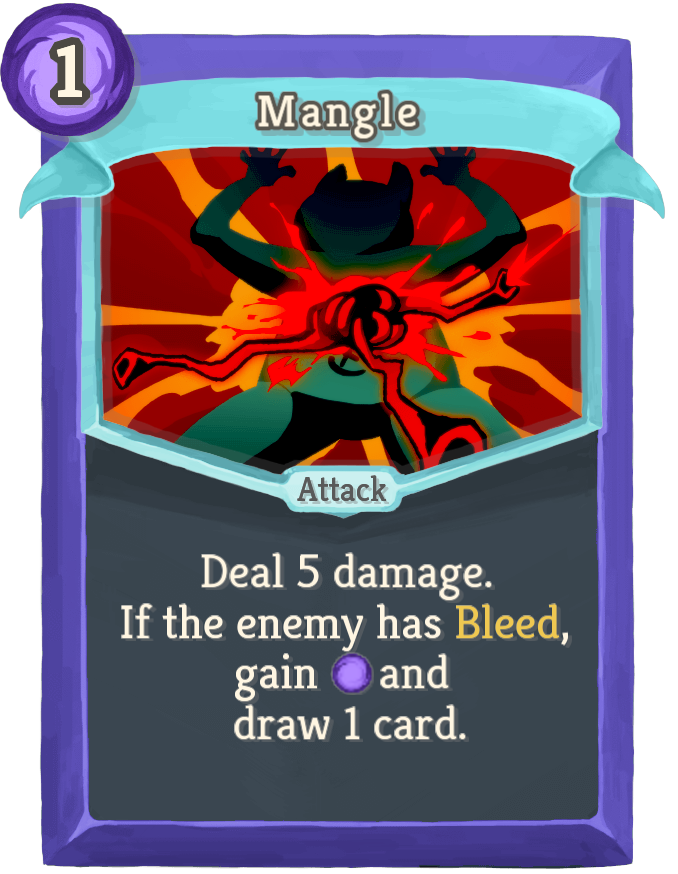 1
Mangle
Attack
Deal 5 damage.
If the enemy has Bleed,
gain and
draw 1 card.